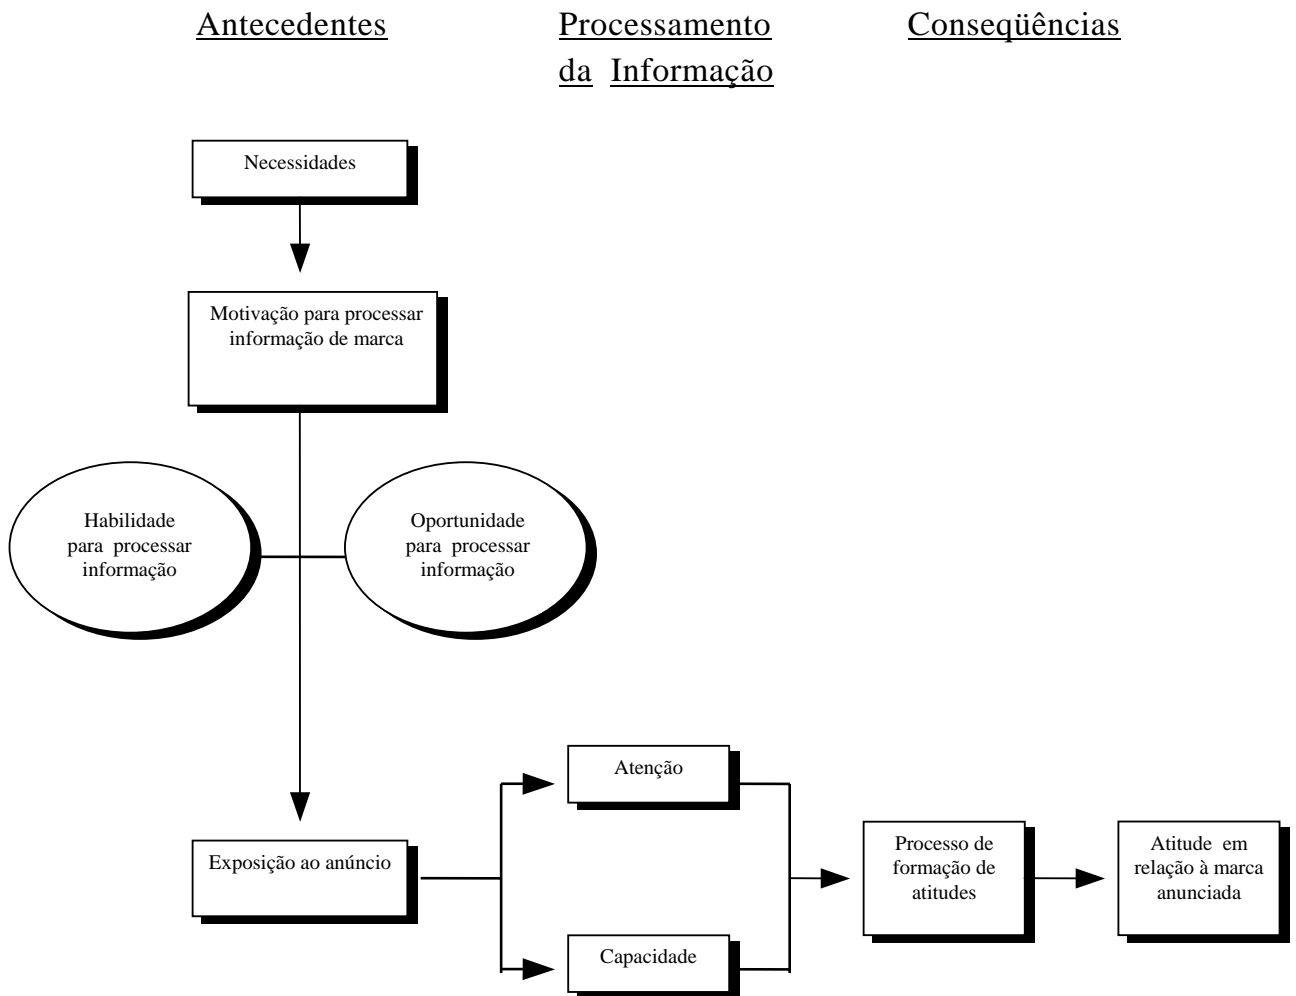 Antecedentes
Processamento
da Informação
Conseqüências
Necessidades
Motivação para processar
informação de marca
Habilidade
para processar
informação
Oportunidade
para processar
informação
Atenção
Exposição ao anúncio
Capacidade
Processo de
formação de
atitudes
Atitude em
relação à marca
anunciada